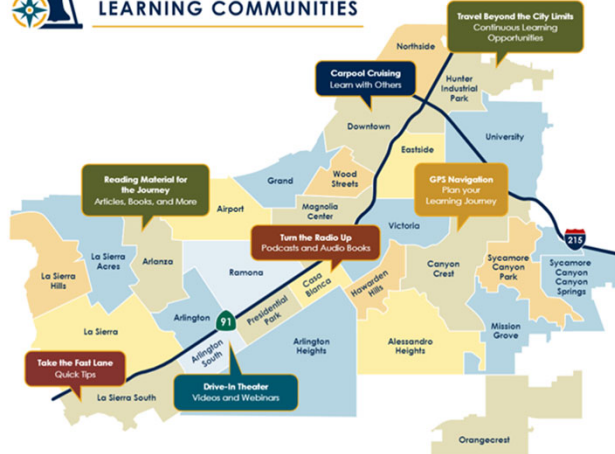 LEARNING COMMUNITIES
Travel Beyond the City Limits
Continuous Learning
Opportunities
Northside
Carpool Cruising
Learn with Others
Hunter
Industrial
Park
Downtown
University
Eastside
Reading Material for
the Journey
Articles, Books, and More
Grand
Wood
Streets
GPS Navigation
Plan your
Learning Journey
Airport
Magnolia
Center
Turn the Radio Up
Podcasts and Audio Books
Victoria
215
La Sierra
Hills
La Sierra
Acres
Arlanza
Ramona
Casa
Blanca
Canyon
Crest
Sycamore
Canyon
Park
Sycamore
Canyon
Canyon
Springs
Hawarden
Hills
Presidential
Park
Arlington
91
La Sierra
Arlington
South
Arlington
Heights
Alessandro
Heights
Mission
Grove
Take the Fast Lane
Quick Tips
Drive-In Theater
Videos and Webinars
La Sierra South
Orangecrest